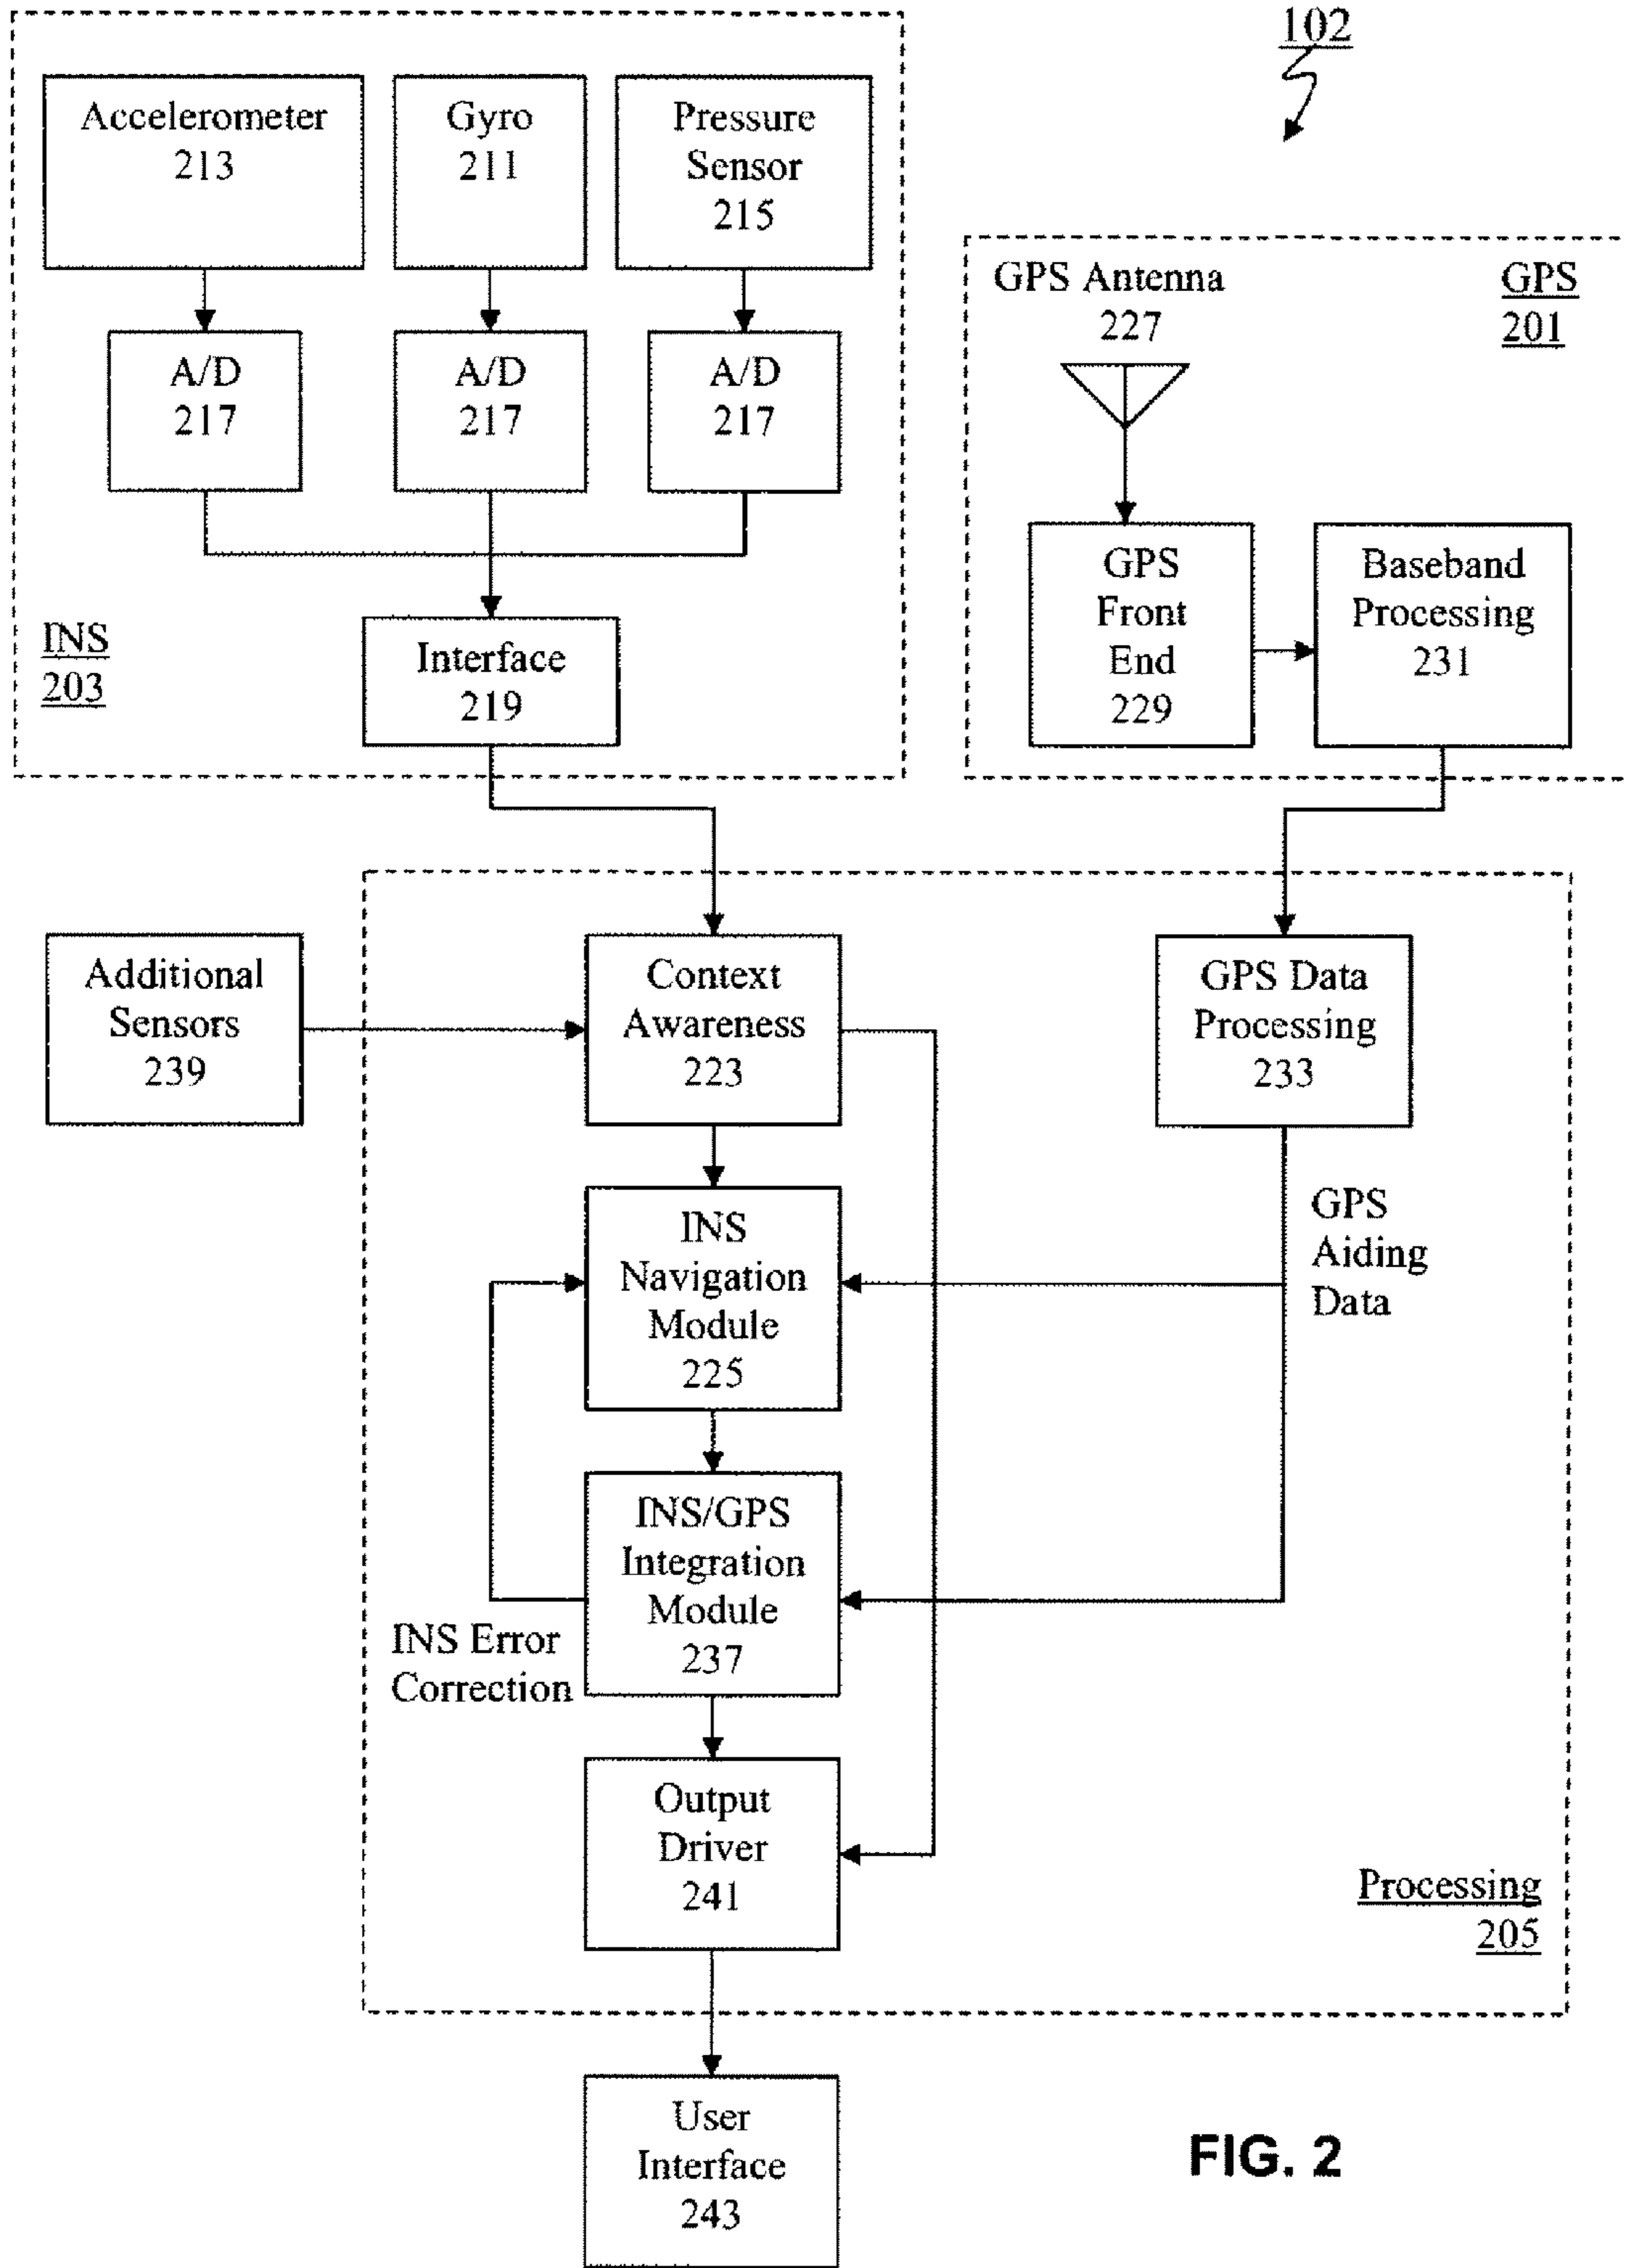 102
Accelerometer
213
Gyro
211
Pressure
Sensor
215
A/D
217
A/D
217
A/D
217
INS
203
Interface
219
GPS Antenna
227
GPS
201
GPS
Front
End
229
Baseband
Processing
231
Additional
Sensors
239
Context
Awareness
223
GPS Data
Processing
233
INS
Navigation
Module
225
GPS
Aiding
Data
INS/GPS
Integration
Module
237
INS Error
Correction
Output
Driver
241
Processing
205
User
Interface
243
FIG. 2